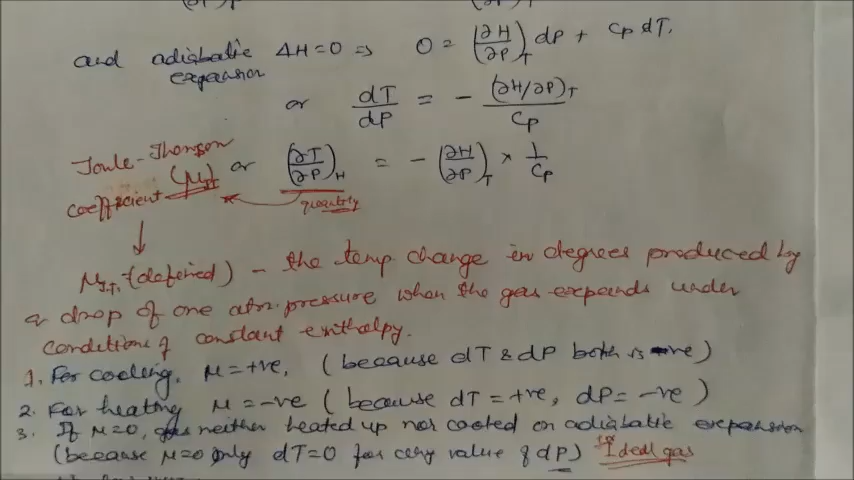 and adiabatic expansion ΔH=0 ⇒ 0 = (∂H/∂P)_T dP + Cp dT.
or dT/dP = - (∂H/∂P)_T / Cp
Joule-Thomson coefficient (μ_JT) or (∂T/∂P)_H = - (∂H/∂P)_T × 1/Cp
quantity
μ_J.T. (defined) - the temp change in degrees produced by
a drop of one atm. pressure when the gas expands under
conditions of constant enthalpy.
1. For cooling, μ = +ve, (because dT & dP both is -ve)
2. For heating μ = -ve (because dT = +ve, dP = -ve)
3. If μ=0, gas neither heated up nor cooled on adiabatic expansion
(because μ=0 only dT=0 for every value of dP) for Ideal gas